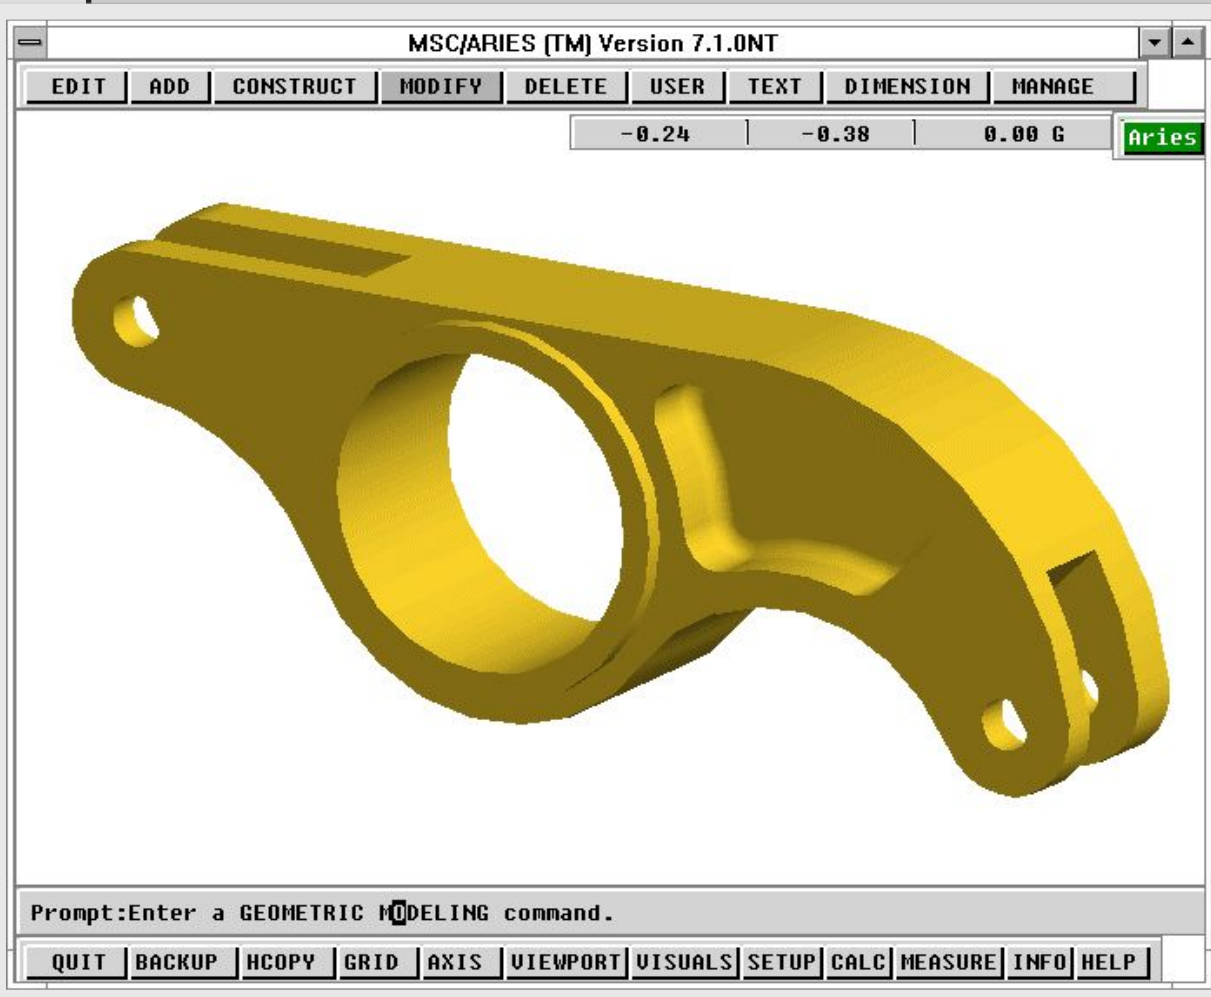 MSC/ARIES (TM) Version 7.1.0NT
EDIT ADD CONSTRUCT MODIFY DELETE USER TEXT DIMENSION MANAGE
-0.24 -0.38 0.00 G Aries
Prompt:Enter a GEOMETRIC MODELING command.
QUIT BACKUP HCOPY GRID AXIS VIEWPORT VISUALS SETUP CALC MEASURE INFO HELP